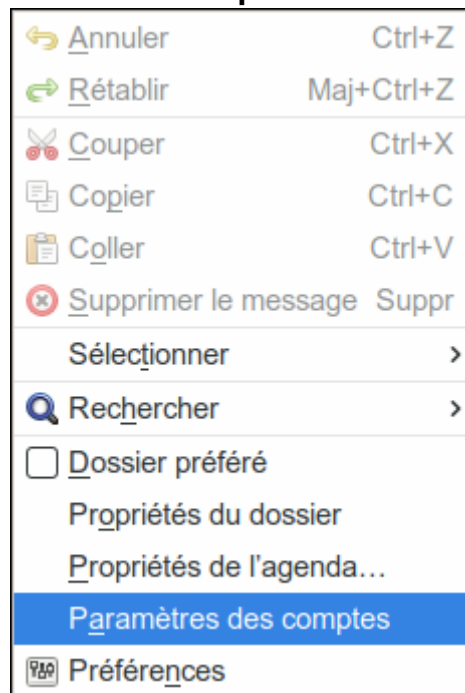 Annuler Ctrl+Z
Rétablir Maj+Ctrl+Z
Couper Ctrl+X
Copier Ctrl+C
Coller Ctrl+V
Supprimer le message Suppr
Sélectionner
Rechercher
Dossier préféré
Propriétés du dossier
Propriétés de l'agenda…
Paramètres des comptes
Préférences